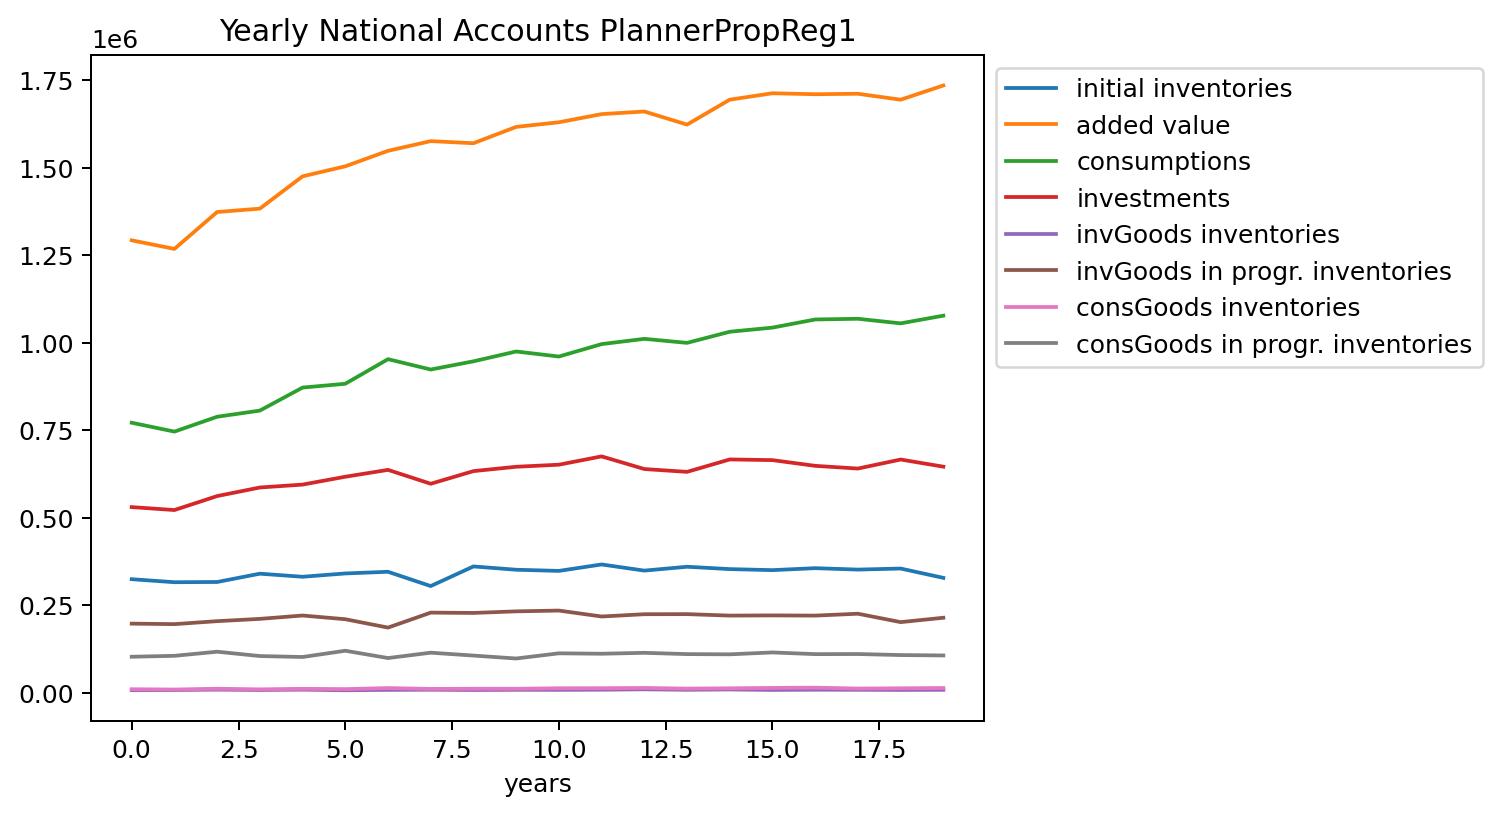 Yearly National Accounts PlannerPropReg1
1e6
1.75
1.50
1.25
1.00
0.75
0.50
0.25
0.00
0.0 2.5 5.0 7.5 10.0 12.5 15.0 17.5
years
initial inventories
added value
consumptions
investments
invGoods inventories
invGoods in progr. inventories
consGoods inventories
consGoods in progr. inventories